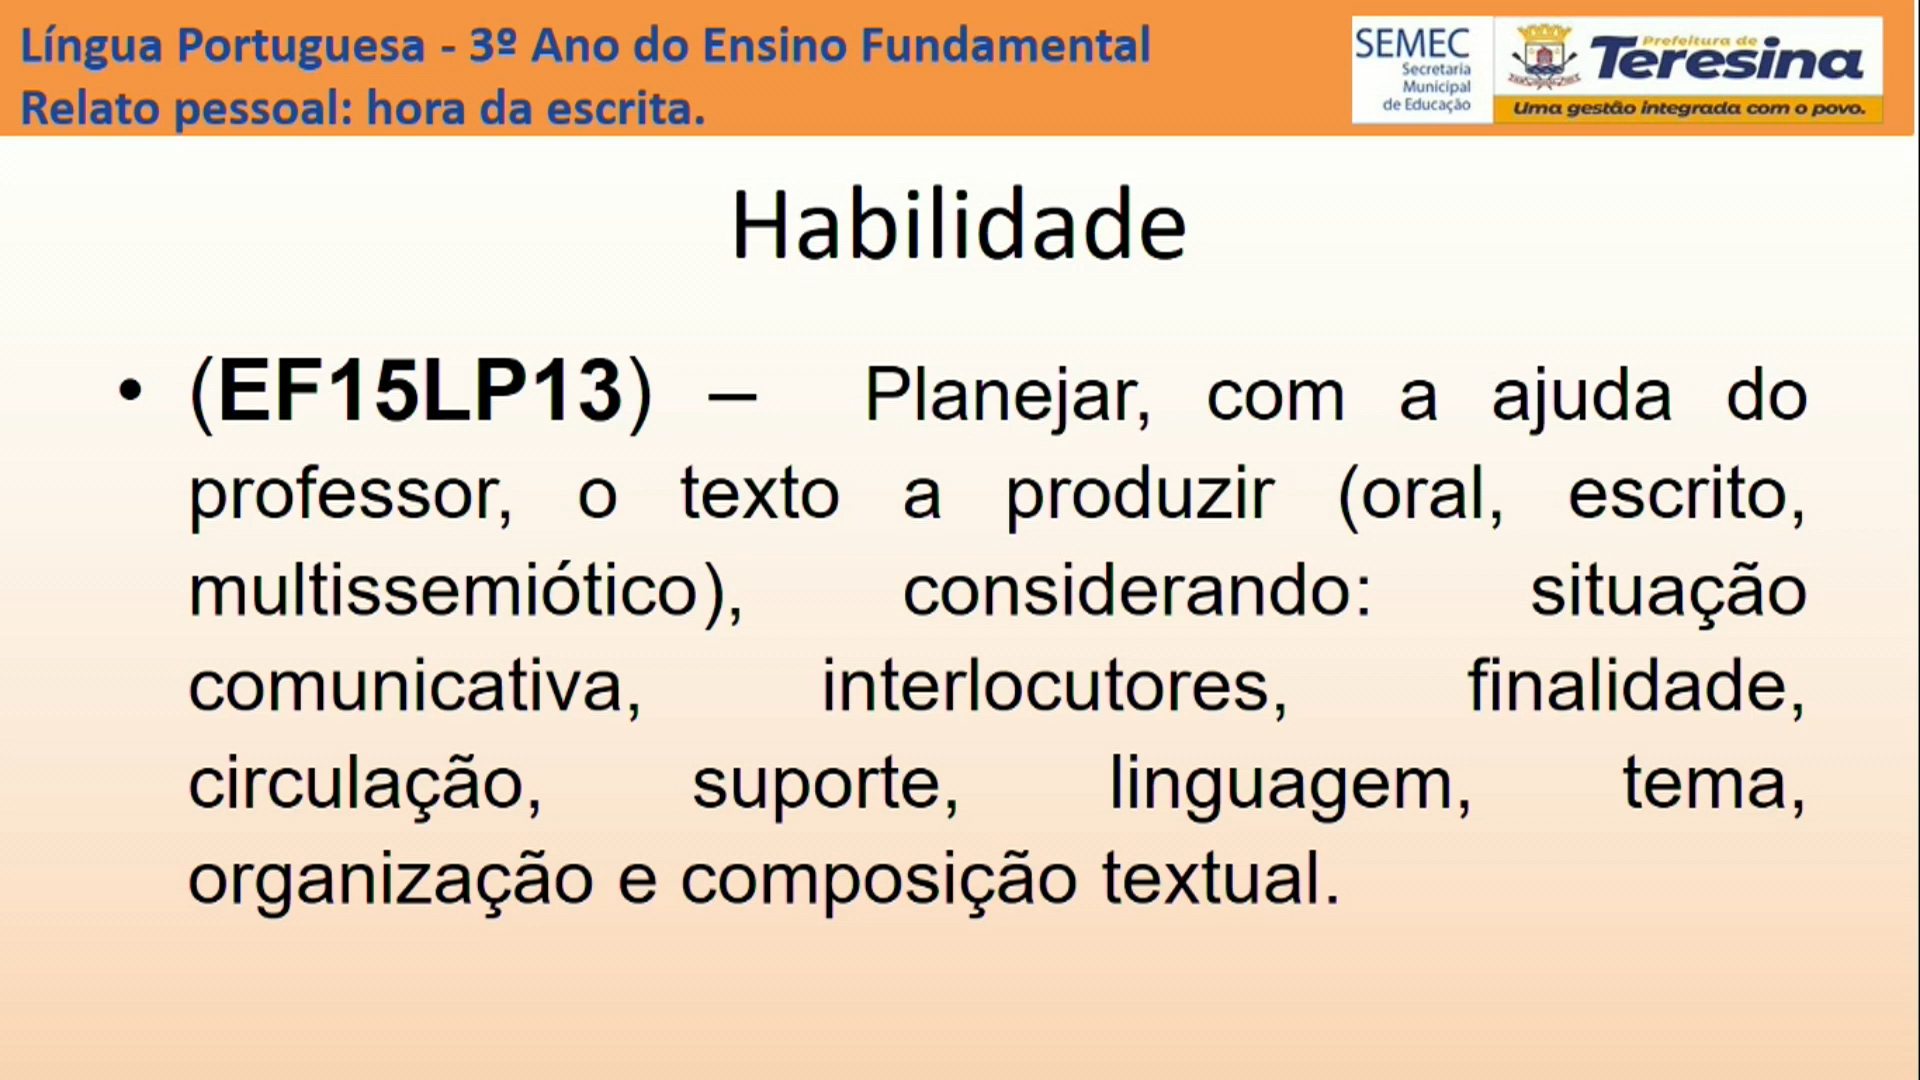 Língua Portuguesa - 3º Ano do Ensino Fundamental
Relato pessoal: hora da escrita.
SEMEC
Secretaria
Municipal
de Educação
Prefeitura de
Teresina
Uma gestão integrada com o povo.
Habilidade
• (EF15LP13) – Planejar, com a ajuda do
professor, o texto a produzir (oral, escrito,
multissemiótico), considerando: situação
comunicativa, interlocutores, finalidade,
circulação, suporte, linguagem, tema,
organização e composição textual.